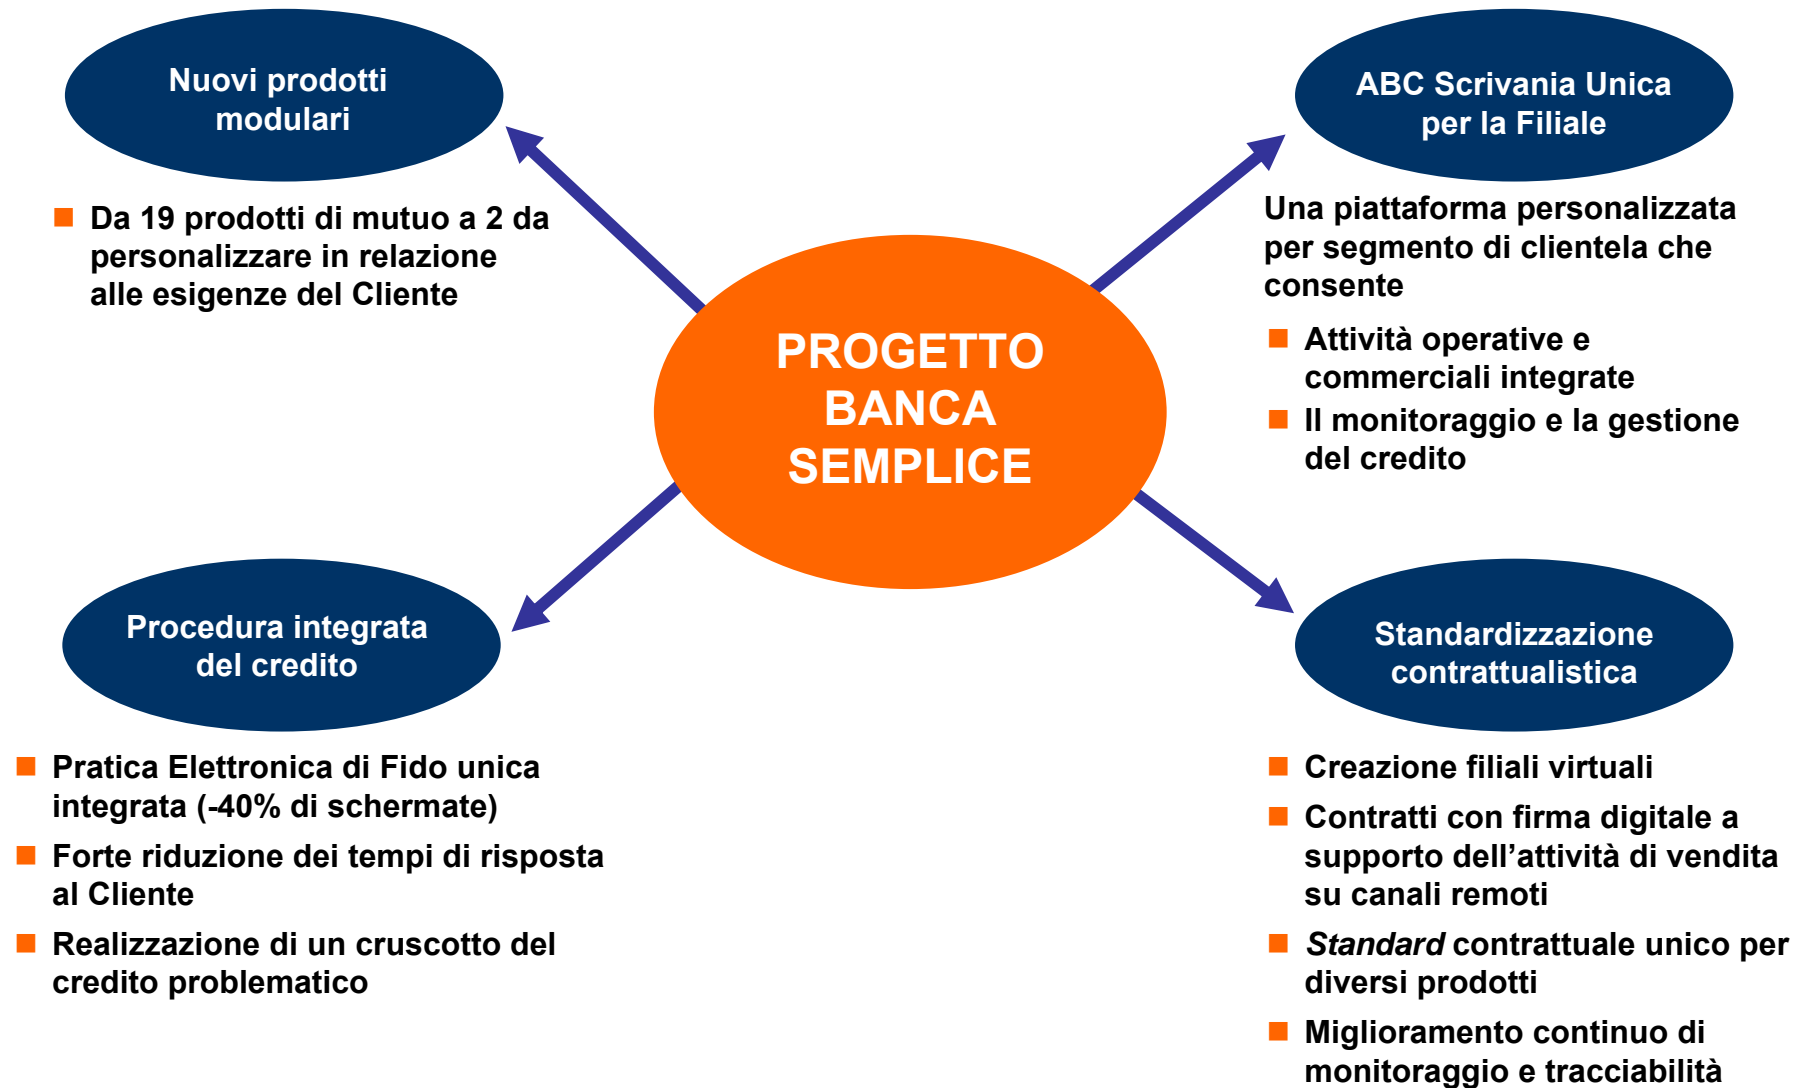 Nuovi prodotti
modulari
Da 19 prodotti di mutuo a 2 da
personalizzare in relazione
alle esigenze del Cliente
ABC Scrivania Unica
per la Filiale
Una piattaforma personalizzata
per segmento di clientela che
consente
Attività operative e
commerciali integrate
Il monitoraggio e la gestione
del credito
PROGETTO
BANCA
SEMPLICE
Procedura integrata
del credito
Pratica Elettronica di Fido unica
integrata (-40% di schermate)
Forte riduzione dei tempi di risposta
al Cliente
Realizzazione di un cruscotto del
credito problematico
Standardizzazione
contrattualistica
Creazione filiali virtuali
Contratti con firma digitale a
supporto dell’attività di vendita
su canali remoti
Standard contrattuale unico per
diversi prodotti
Miglioramento continuo di
monitoraggio e tracciabilità